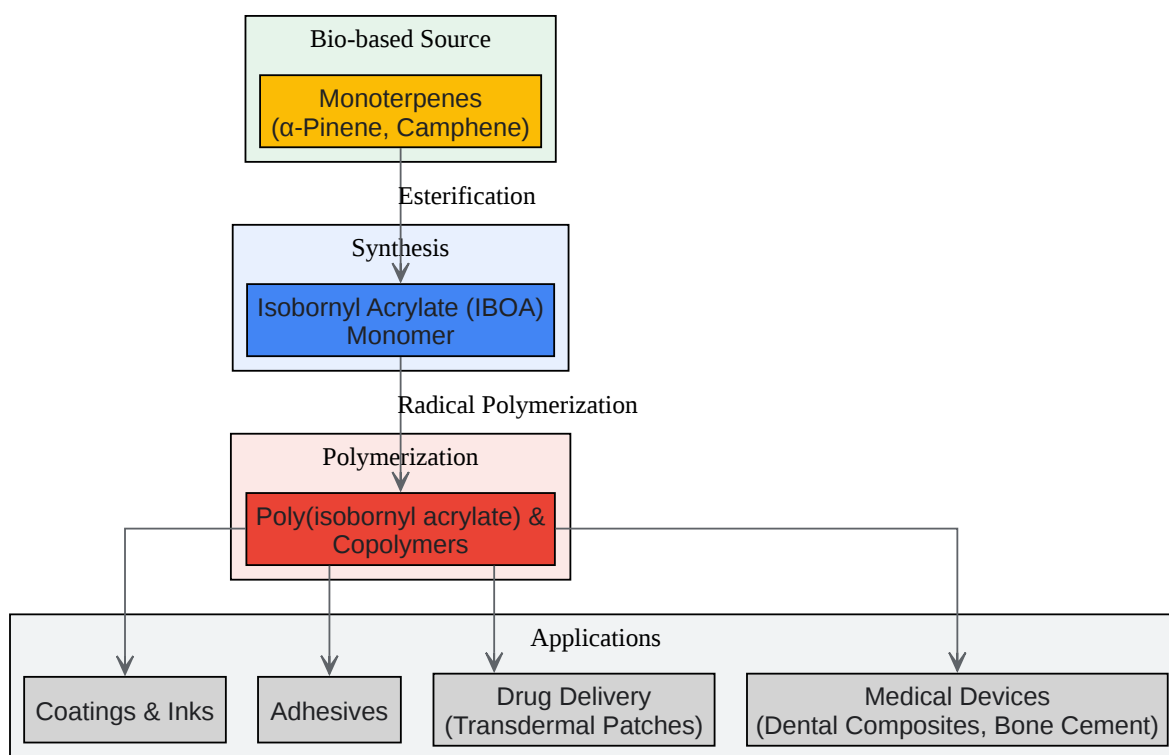 Bio-based Source
Monoterpenes
(α-Pinene, Camphene)
Esterification
Synthesis
Isobornyl Acrylate (IBOA)
Monomer
Radical Polymerization
Polymerization
Poly(isobornyl acrylate) &
Copolymers
Applications
Coatings & Inks
Adhesives
Drug Delivery
(Transdermal Patches)
Medical Devices
(Dental Composites, Bone Cement)